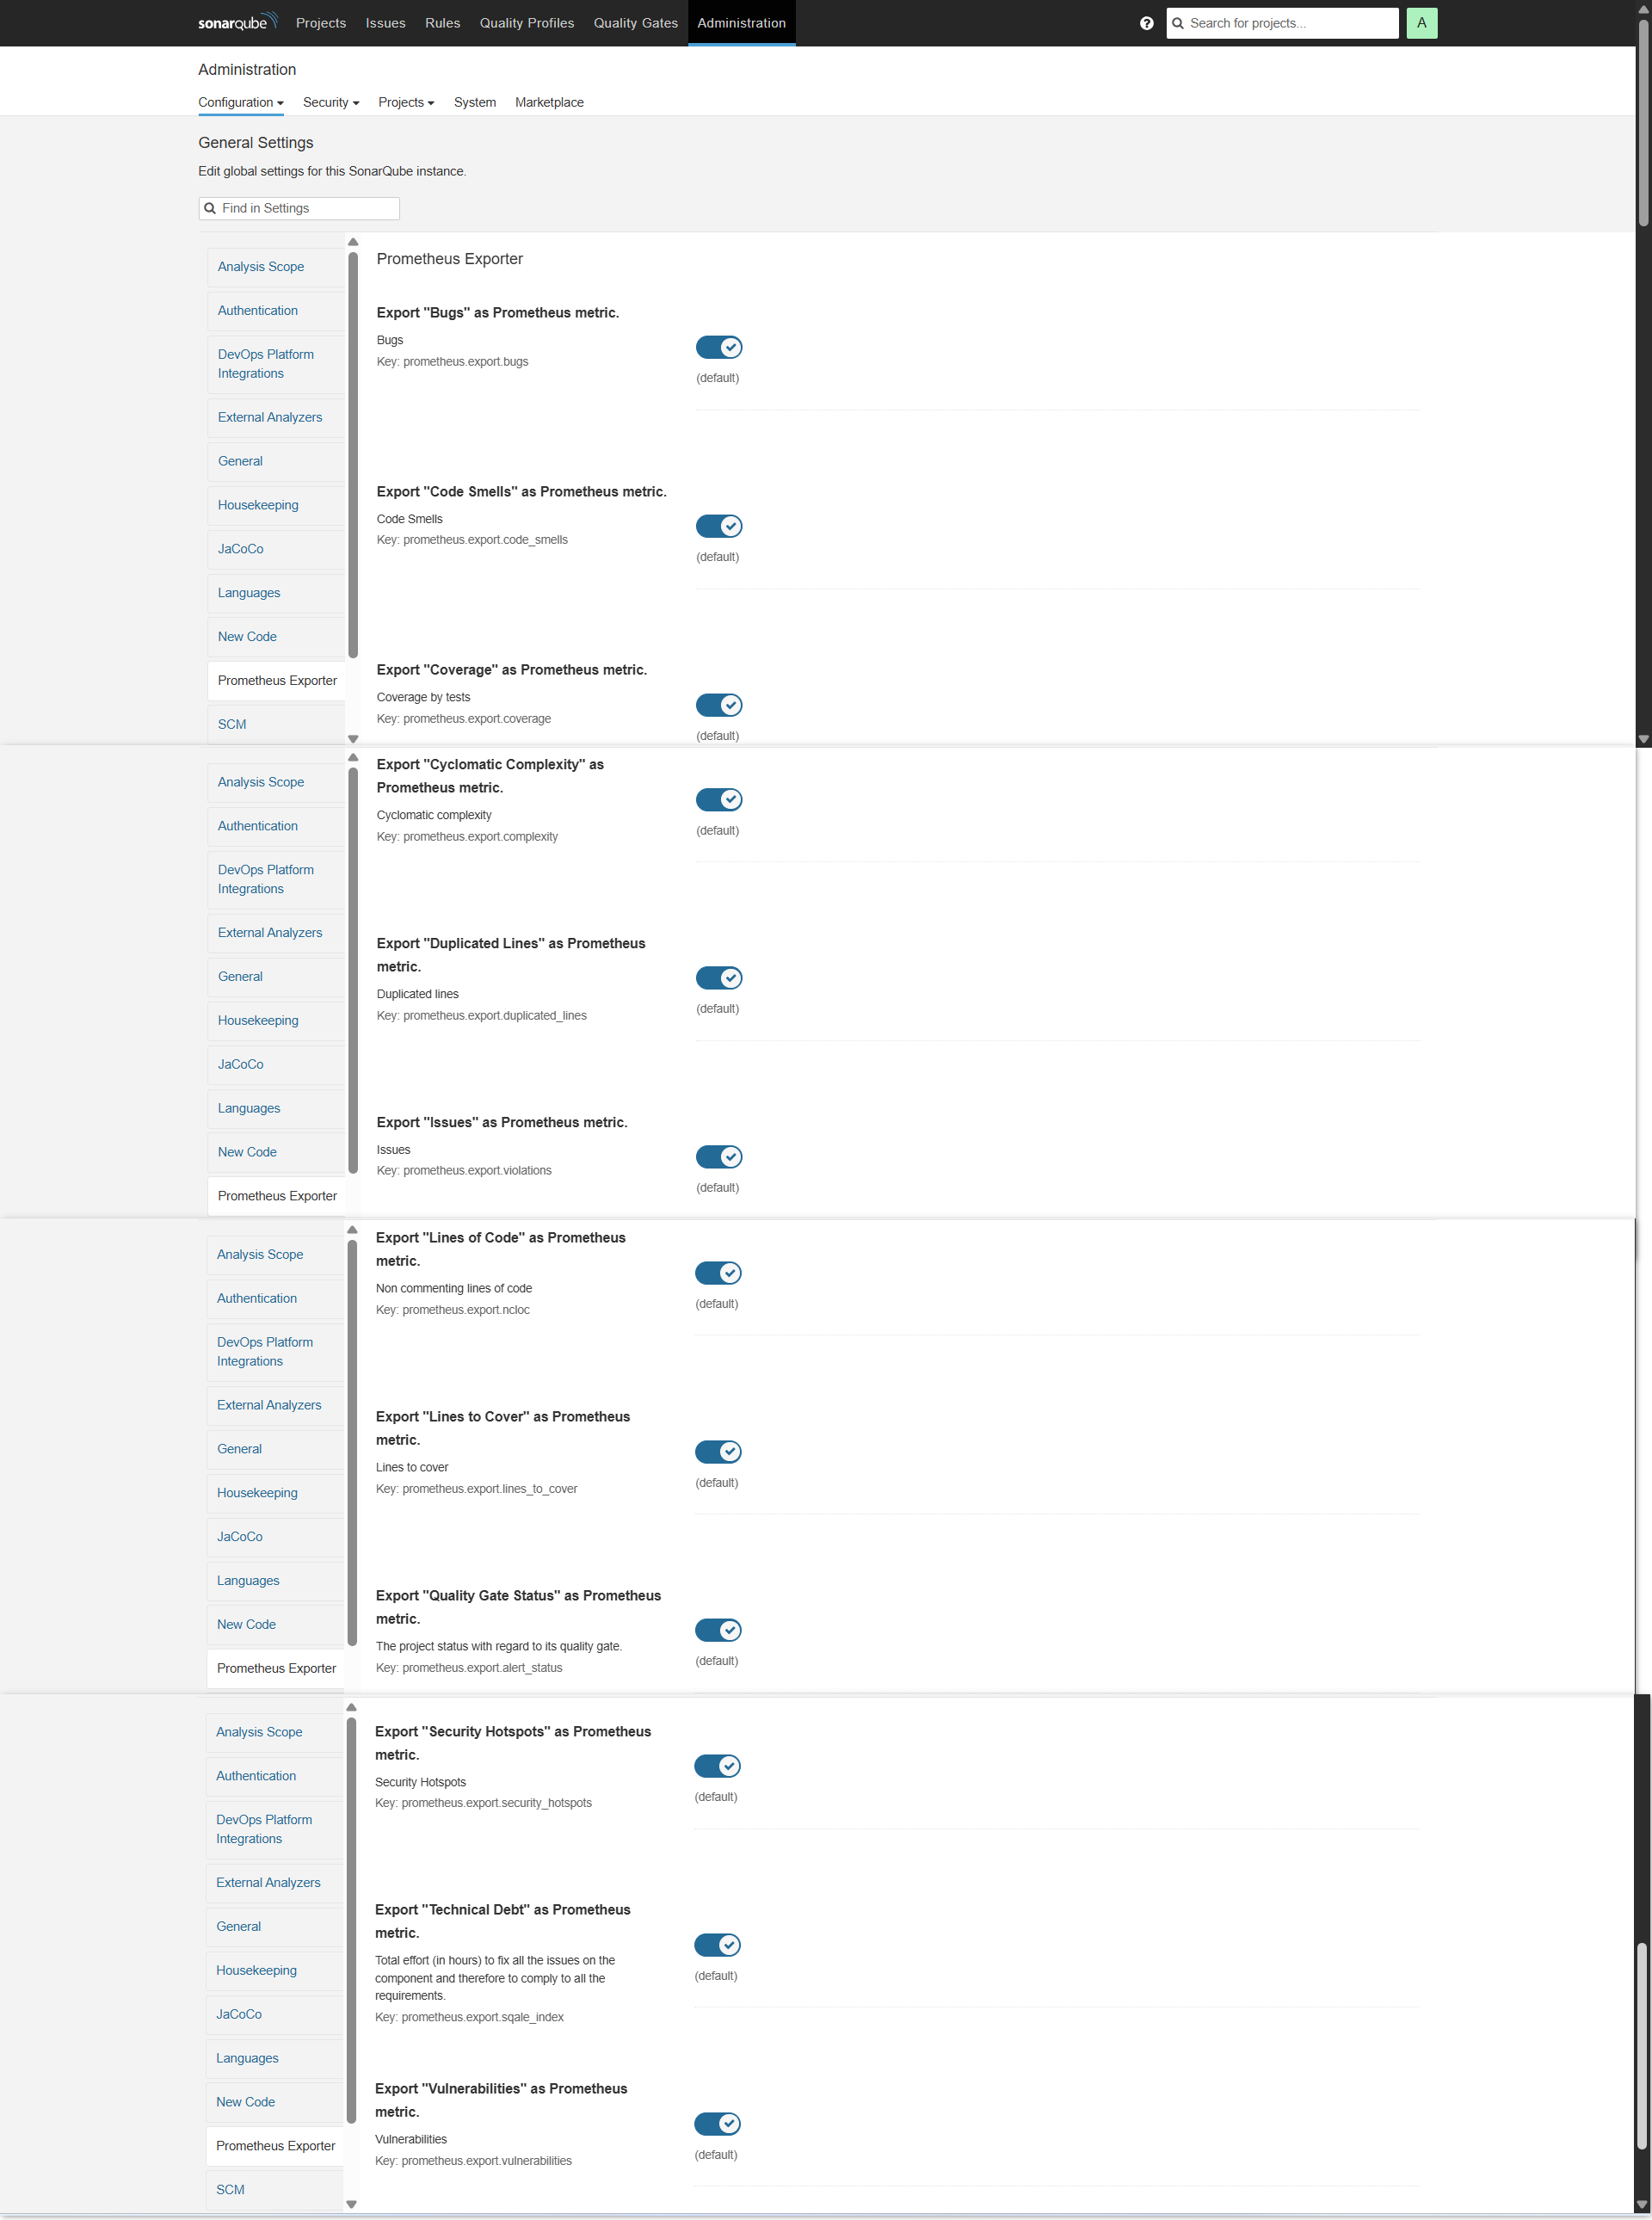 sonarqube Projects Issues Rules Quality Profiles Quality Gates Administration ? Search for projects... A
Administration
Configuration Security Projects System Marketplace
General Settings
Edit global settings for this SonarQube instance.
Find in Settings
Analysis Scope
Authentication
DevOps Platform
Integrations
External Analyzers
General
Housekeeping
JaCoCo
Languages
New Code
Prometheus Exporter
SCM
Prometheus Exporter
Export "Bugs" as Prometheus metric.
Bugs
Key: prometheus.export.bugs
(default)
Export "Code Smells" as Prometheus metric.
Code Smells
Key: prometheus.export.code_smells
(default)
Export "Coverage" as Prometheus metric.
Coverage by tests
Key: prometheus.export.coverage
(default)
Analysis Scope
Authentication
DevOps Platform
Integrations
External Analyzers
General
Housekeeping
JaCoCo
Languages
New Code
Prometheus Exporter
Export "Cyclomatic Complexity" as
Prometheus metric.
Cyclomatic complexity
Key: prometheus.export.complexity
(default)
Export "Duplicated Lines" as Prometheus
metric.
Duplicated lines
Key: prometheus.export.duplicated_lines
(default)
Export "Issues" as Prometheus metric.
Issues
Key: prometheus.export.violations
(default)
Analysis Scope
Authentication
DevOps Platform
Integrations
External Analyzers
General
Housekeeping
JaCoCo
Languages
New Code
Prometheus Exporter
Export "Lines of Code" as Prometheus
metric.
Non commenting lines of code
Key: prometheus.export.ncloc
(default)
Export "Lines to Cover" as Prometheus
metric.
Lines to cover
Key: prometheus.export.lines_to_cover
(default)
Export "Quality Gate Status" as Prometheus
metric.
The project status with regard to its quality gate.
Key: prometheus.export.alert_status
(default)
Analysis Scope
Authentication
DevOps Platform
Integrations
External Analyzers
General
Housekeeping
JaCoCo
Languages
New Code
Prometheus Exporter
SCM
Export "Security Hotspots" as Prometheus
metric.
Security Hotspots
Key: prometheus.export.security_hotspots
(default)
Export "Technical Debt" as Prometheus
metric.
Total effort (in hours) to fix all the issues on the
component and therefore to comply to all the
requirements.
Key: prometheus.export.sqale_index
(default)
Export "Vulnerabilities" as Prometheus
metric.
Vulnerabilities
Key: prometheus.export.vulnerabilities
(default)